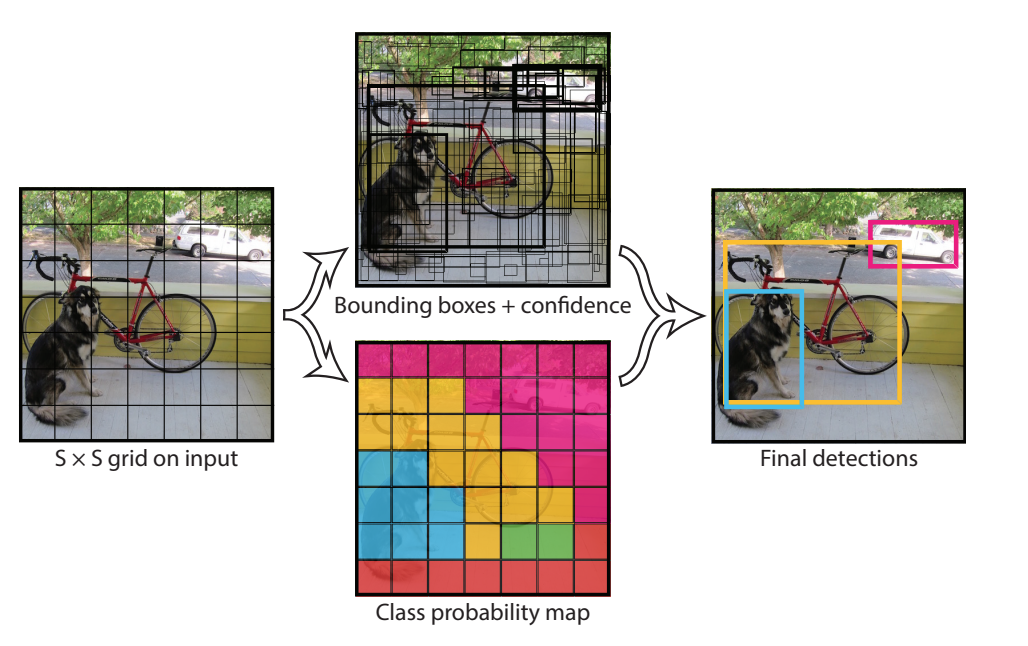 Bounding boxes + confidence
S × S grid on input
Final detections
Class probability map